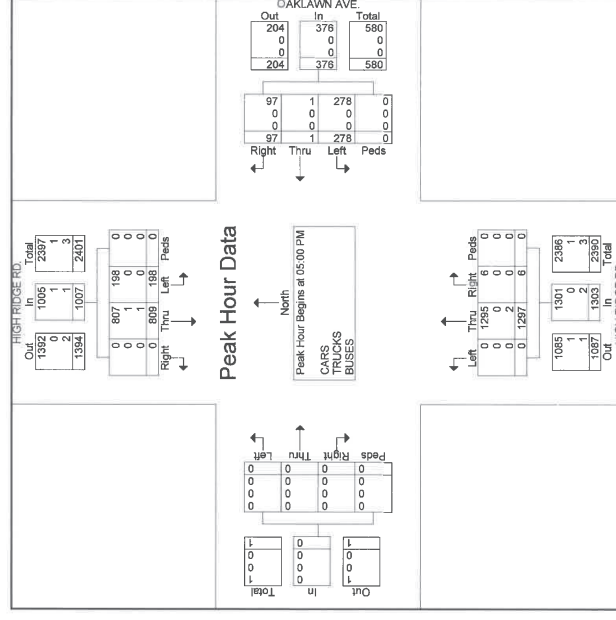 OAKLAWN AVE.
Out In Total
204 376 580
0 0 0
0 0 0
204 376 580
97 1 278 0
0 0 0 0
0 0 0 0
97 1 278 0
Right Thru Left Peds
HIGH RIDGE RD.
Out In Total
1392 1005 2397
0 1 1
2 1 3
1394 1007 2401
0 807 198 0
0 1 0 0
0 1 0 0
0 809 198 0
Right Thru Left Peds
Peak Hour Data
North
Peak Hour Begins at 05:00 PM
CARS
TRUCKS
BUSES
Left Thru Right Peds
0 1295 6 0
0 0 0 0
0 2 0 0
0 1297 6 0
1085 1301 2386
1 0 1
1 2 3
1087 1303 2390
Out In Total
Left Thru Right Peds
0 0 0 0
0 0 0 0
0 0 0 0
0 0 0 0
1 0 1
0 0 0
0 0 0
1 0 1
Total In Out